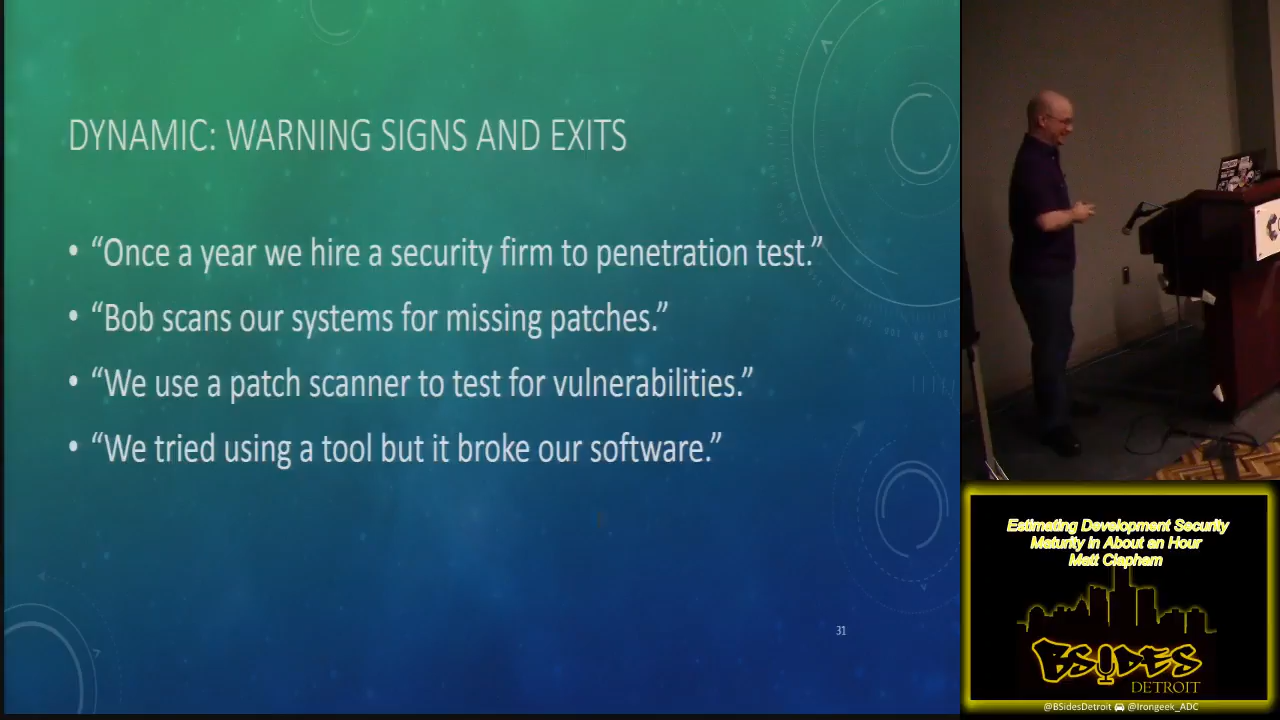 DYNAMIC: WARNING SIGNS AND EXITS
• “Once a year we hire a security firm to penetration test.”
• “Bob scans our systems for missing patches.”
• “We use a patch scanner to test for vulnerabilities.”
• “We tried using a tool but it broke our software.”
31
Estimating Development Security
Maturity in About an Hour
Matt Clapham
BSIDES
DETROIT
@BSidesDetroit @Irongeek_ADC